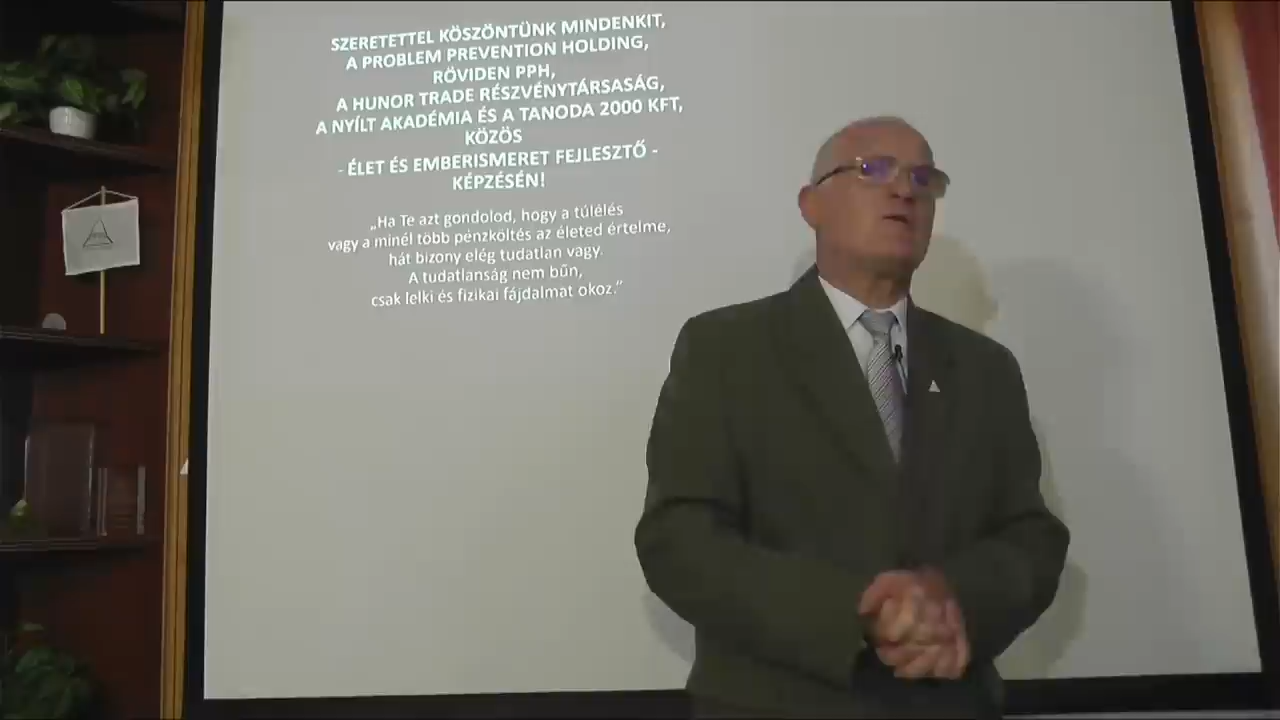 SZERETETTEL KÖSZÖNTÜNK MINDENKIT,
A PROBLEM PREVENTION HOLDING,
RÖVIDEN PPH,
A HUNOR TRADE RÉSZVÉNYTÁRSASÁG,
A NYÍLT AKADÉMIA ÉS A TANODA 2000 KFT,
KÖZÖS
- ÉLET ÉS EMBERISMERET FEJLESZTŐ -
KÉPZÉSÉN!
„Ha Te azt gondolod, hogy a túlélés
vagy a minél több pénzköltés az életed értelme,
hát bizony elég tudatlan vagy.
A tudatlanság nem bűn,
csak lelki és fizikai fájdalmat okoz.”